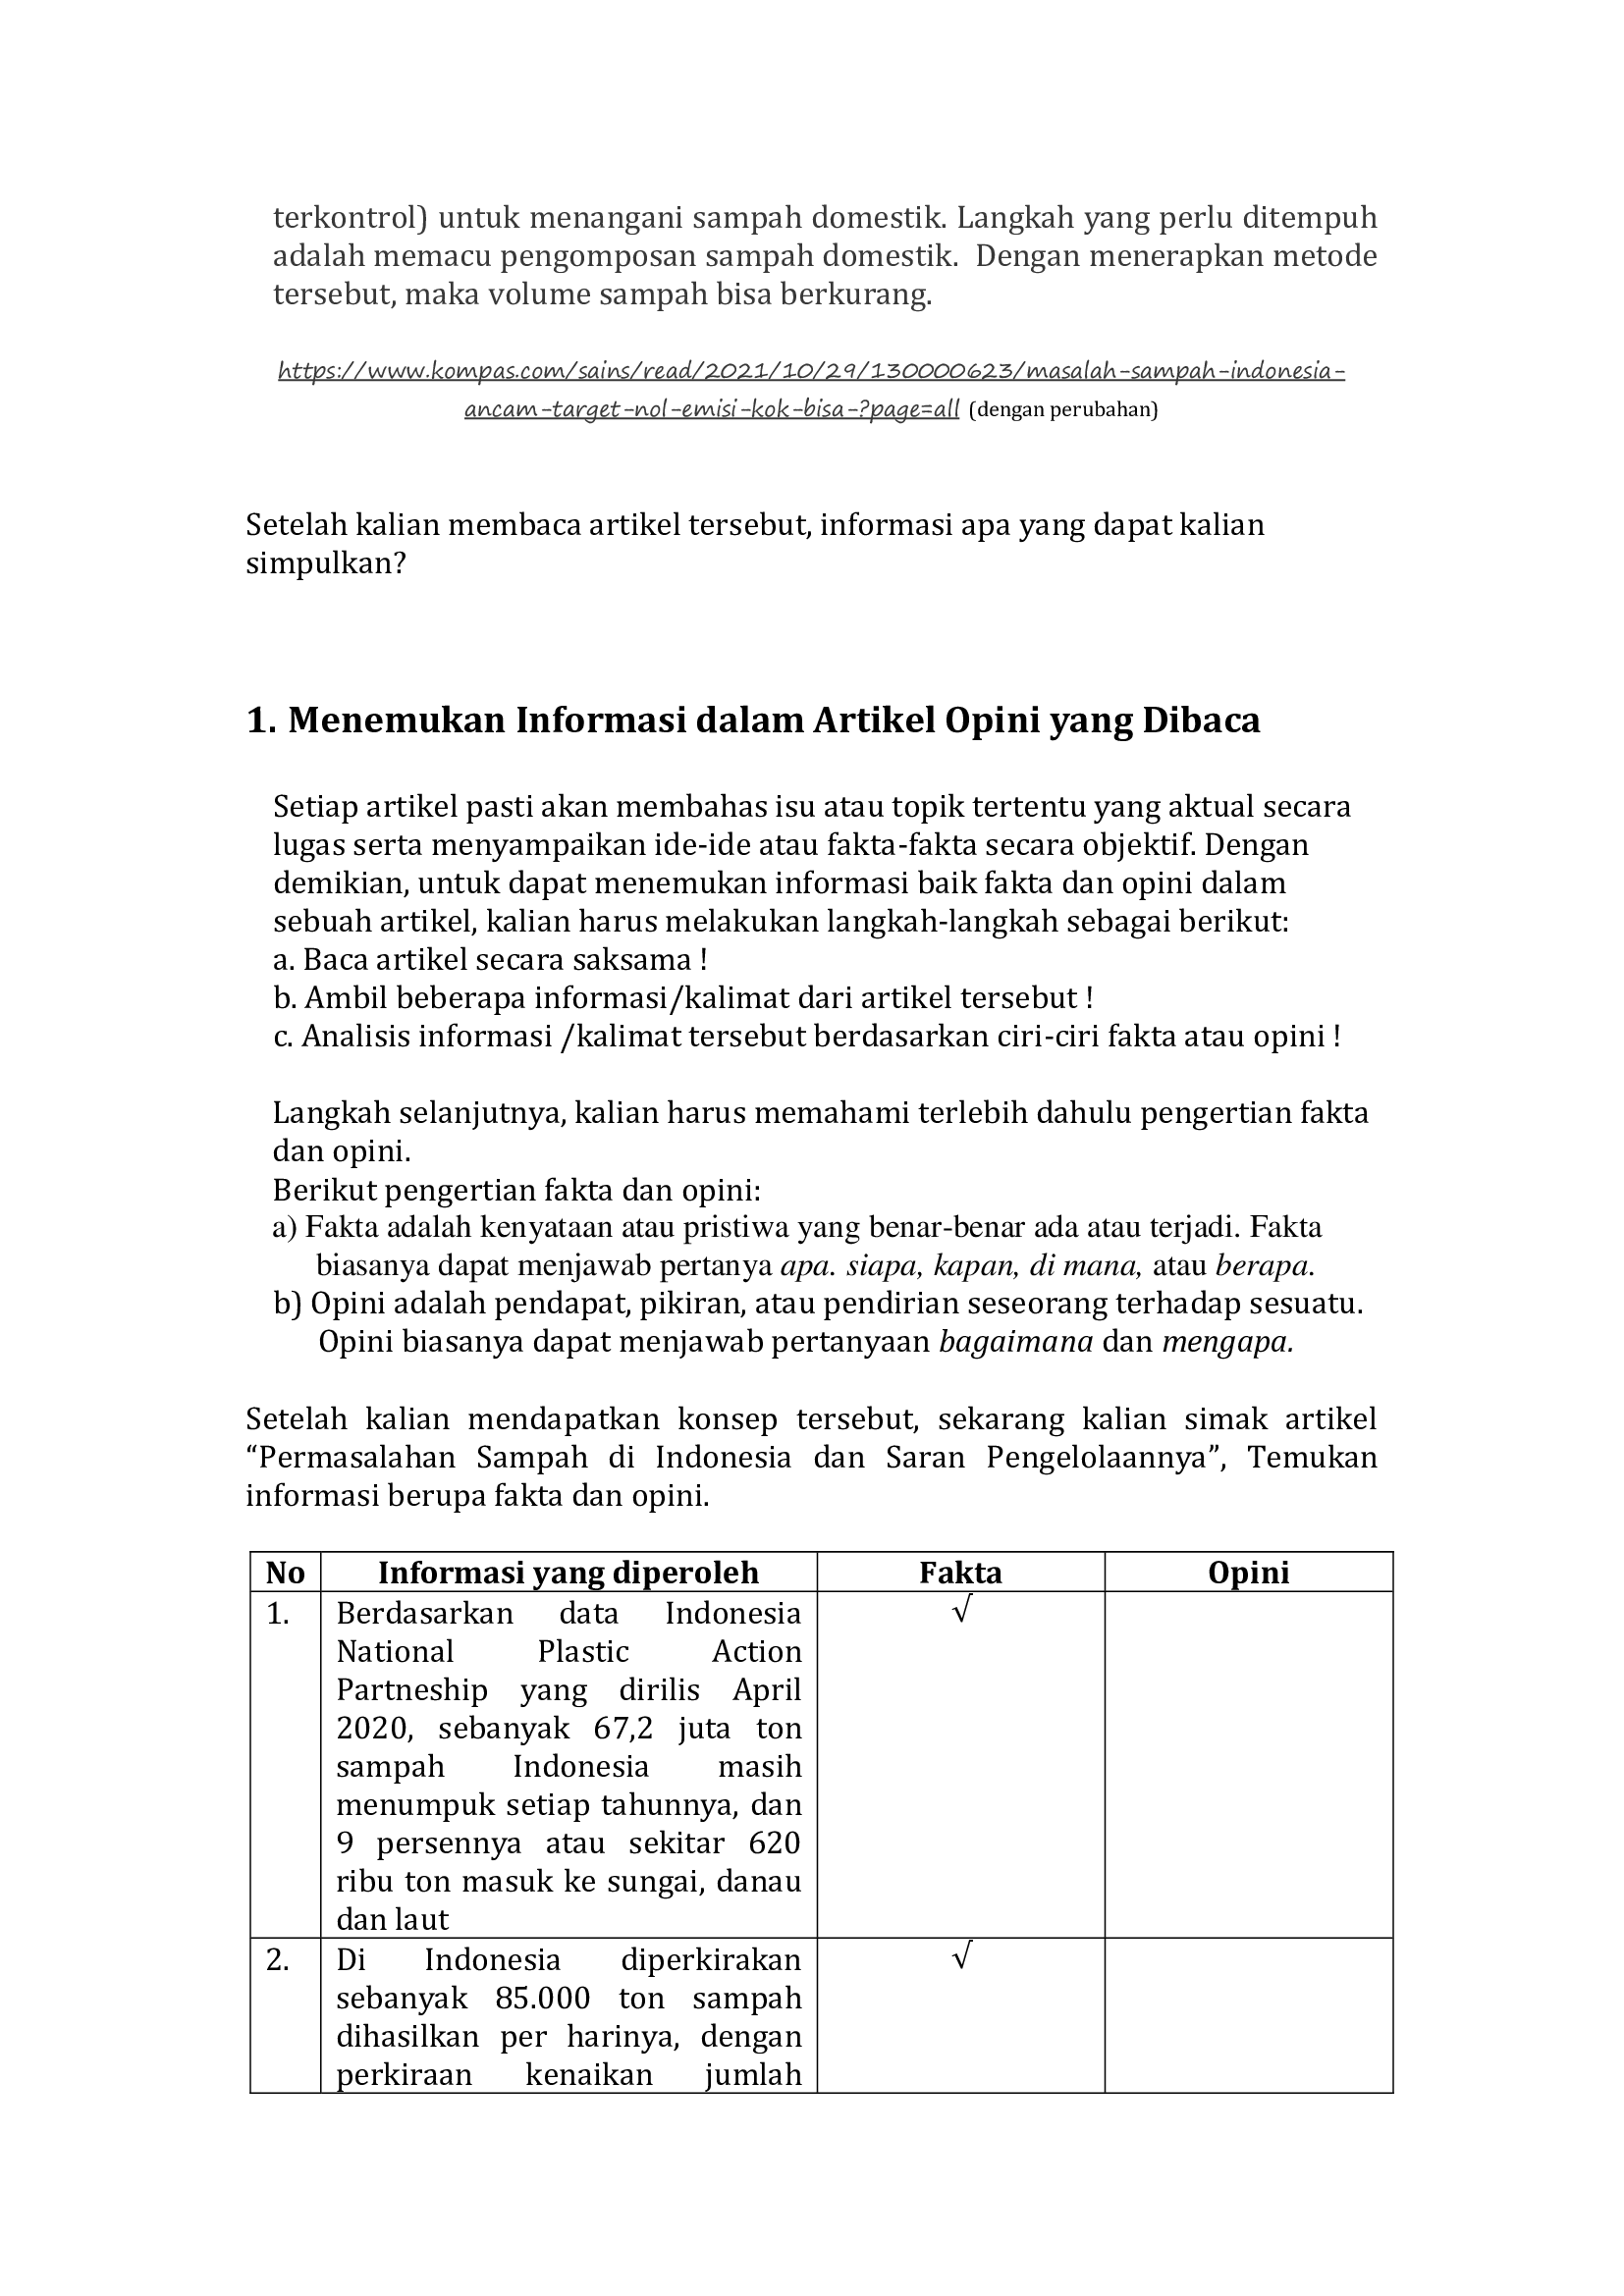 terkontrol) untuk menangani sampah domestik. Langkah yang perlu ditempuh
adalah memacu pengomposan sampah domestik.  Dengan menerapkan metode
tersebut, maka volume sampah bisa berkurang.
https://www.kompas.com/sains/read/2021/10/29/130000623/masalah-sampah-indonesia-
ancam-target-nol-emisi-kok-bisa-?page=all (dengan perubahan)
Setelah kalian membaca artikel tersebut, informasi apa yang dapat kalian
simpulkan?
1. Menemukan Informasi dalam Artikel Opini yang Dibaca
Setiap artikel pasti akan membahas isu atau topik tertentu yang aktual secara
lugas serta menyampaikan ide-ide atau fakta-fakta secara objektif. Dengan
demikian, untuk dapat menemukan informasi baik fakta dan opini dalam
sebuah artikel, kalian harus melakukan langkah-langkah sebagai berikut:
a. Baca artikel secara saksama !
b. Ambil beberapa informasi/kalimat dari artikel tersebut !
c. Analisis informasi /kalimat tersebut berdasarkan ciri-ciri fakta atau opini !
Langkah selanjutnya, kalian harus memahami terlebih dahulu pengertian fakta
dan opini.
Berikut pengertian fakta dan opini:
a) Fakta adalah kenyataan atau pristiwa yang benar-benar ada atau terjadi. Fakta
biasanya dapat menjawab pertanya apa. siapa, kapan, di mana, atau berapa.
b) Opini adalah pendapat, pikiran, atau pendirian seseorang terhadap sesuatu.
Opini biasanya dapat menjawab pertanyaan bagaimana dan mengapa.
Setelah kalian mendapatkan konsep tersebut, sekarang kalian simak artikel
“Permasalahan Sampah di Indonesia dan Saran Pengelolaannya”, Temukan
informasi berupa fakta dan opini.
No Informasi yang diperoleh Fakta Opini
1. Berdasarkan data Indonesia √
National Plastic Action
Partneship yang dirilis April
2020, sebanyak 67,2 juta ton
sampah Indonesia masih
menumpuk setiap tahunnya, dan
9 persennya atau sekitar 620
ribu ton masuk ke sungai, danau
dan laut
2. Di Indonesia diperkirakan √
sebanyak 85.000 ton sampah
dihasilkan per harinya, dengan
perkiraan kenaikan jumlah